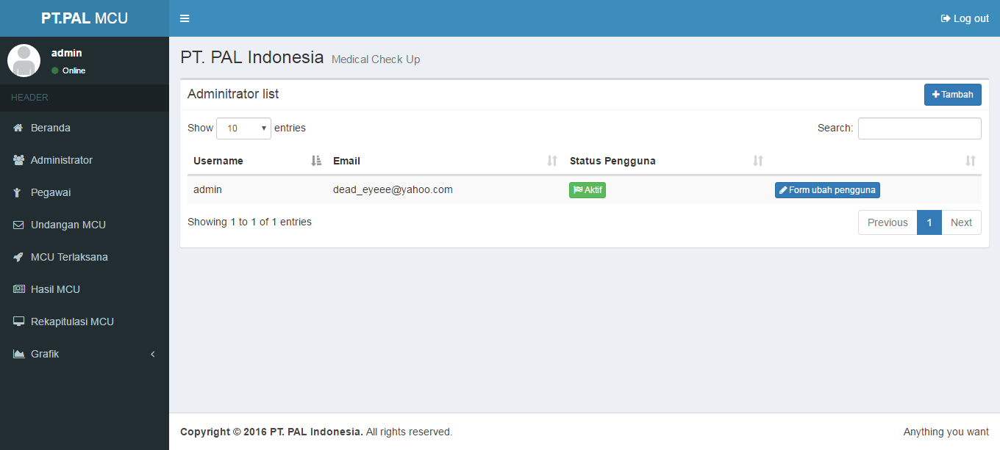 PT.PAL MCU
Log out
admin
Online
HEADER
Beranda
Administrator
Pegawai
Undangan MCU
MCU Terlaksana
Hasil MCU
Rekapitulasi MCU
Grafik
PT. PAL Indonesia Medical Check Up
Adminitrator list
Tambah
Show 10 entries
Search:
Username Email Status Pengguna
admin dead_eyeee@yahoo.com Aktif Form ubah pengguna
Showing 1 to 1 of 1 entries
Previous 1 Next
Copyright © 2016 PT. PAL Indonesia. All rights reserved.
Anything you want